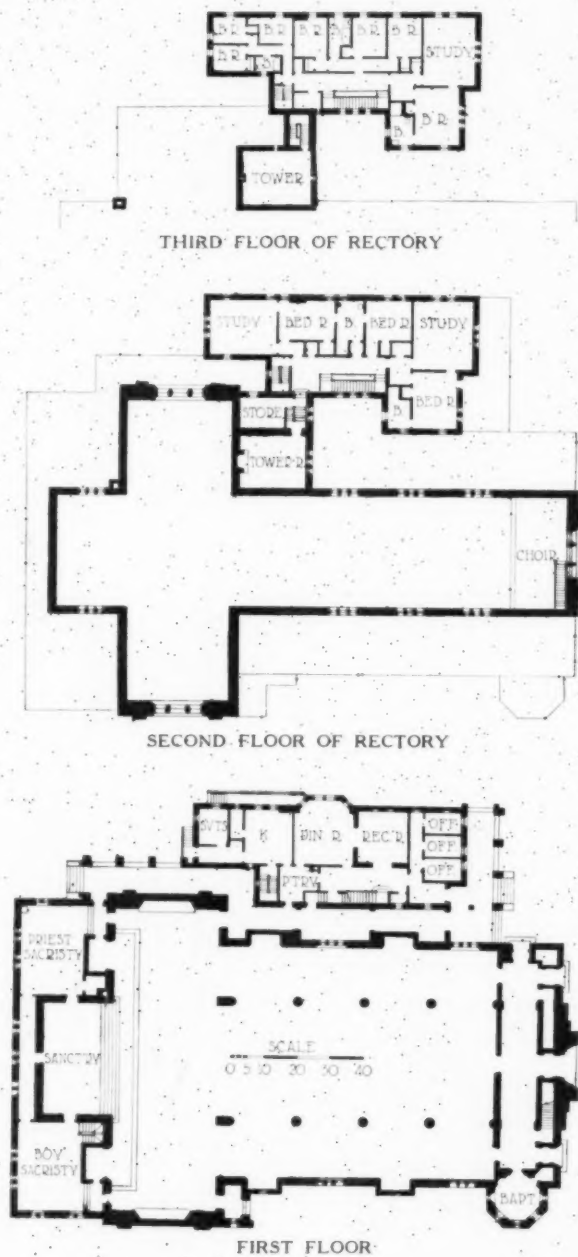 B R B R B R B B R B R STUDY
B R B
B B R
TOWER
THIRD FLOOR OF RECTORY
STUDY BED R B BED R STUDY
STORE B BED R
TOWER R
CHOIR
SECOND FLOOR OF RECTORY
SVTS K DIN R REC'R OFF
OFF
PTRY OFF
PRIEST
SACRISTY
SANCTRY
SCALE
0 5 10 20 30 40
BOY
SACRISTY
BAPT
FIRST FLOOR